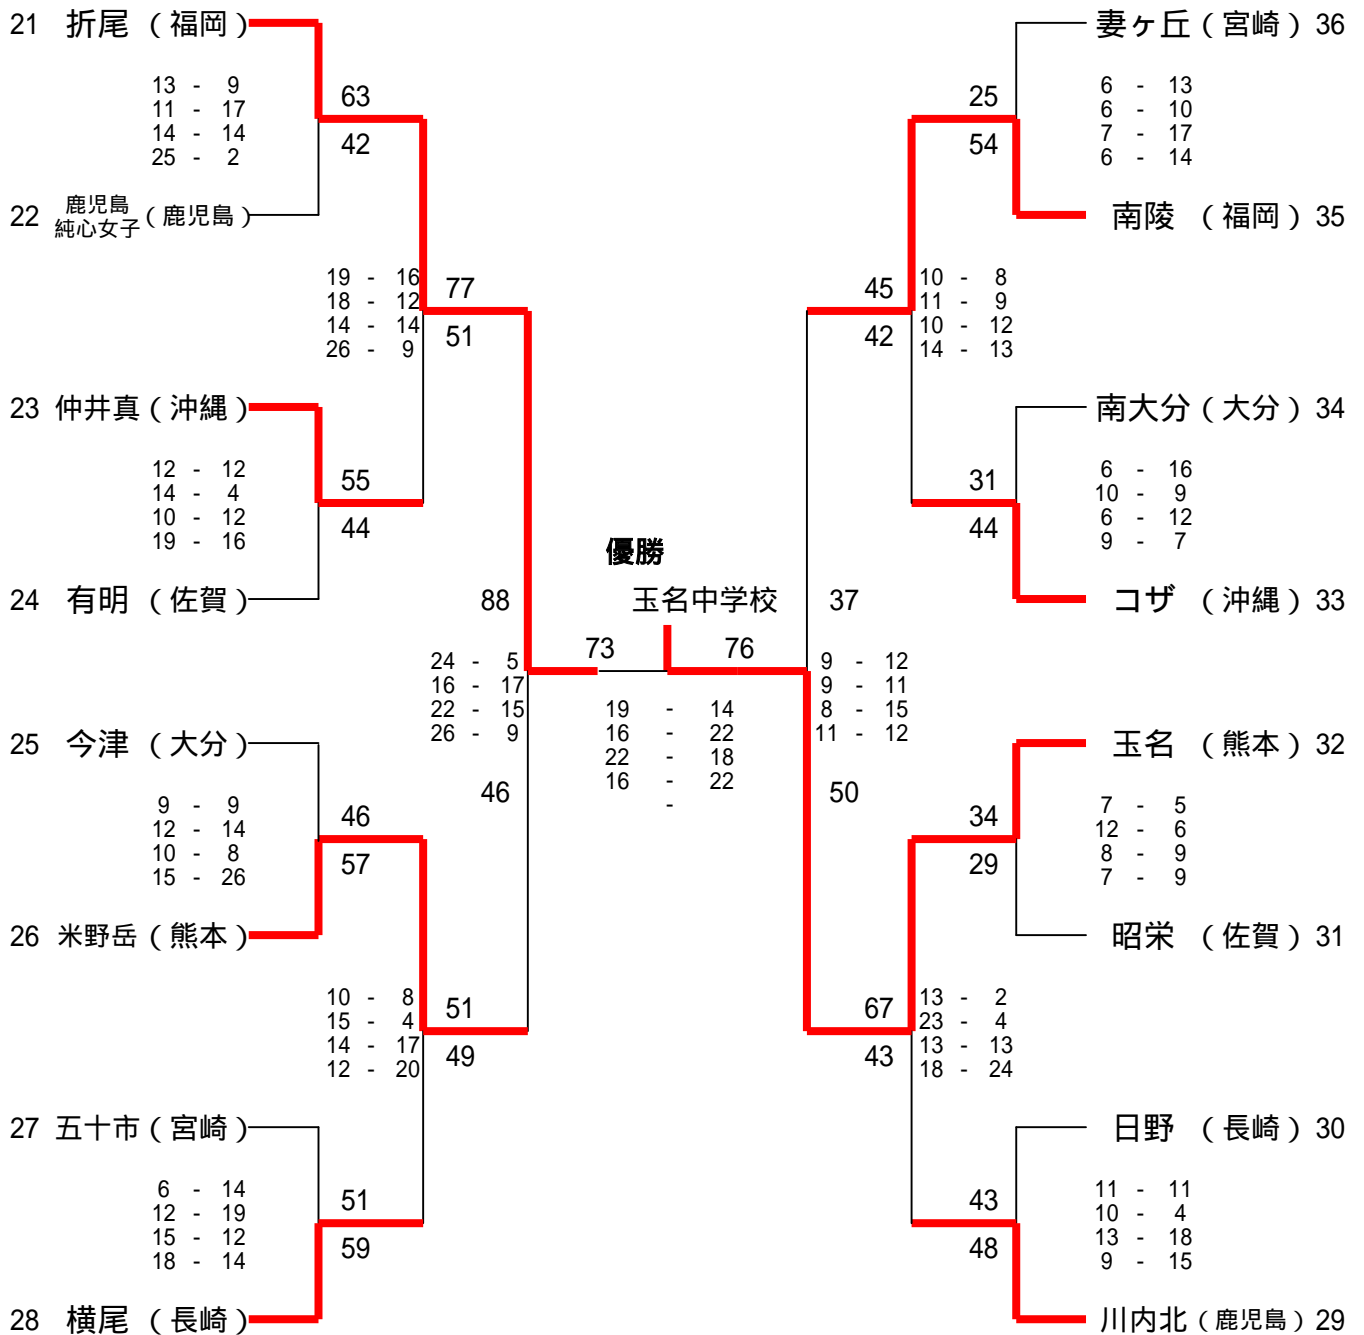 21 折尾 （福岡）
13 - 9
11 - 17
14 - 14
25 - 2
63
42
22 鹿児島純心女子（鹿児島）
19 - 16
18 - 12
14 - 14
26 - 9
77
51
23 仲井真（沖縄）
12 - 12
14 - 4
10 - 12
19 - 16
55
44
24 有明 （佐賀）
88
24 - 5
16 - 17
22 - 15
26 - 9
46
25 今津 （大分）
9 - 9
12 - 14
10 - 8
15 - 26
46
57
26 米野岳（熊本）
10 - 8
15 - 4
14 - 17
12 - 20
51
49
27 五十市（宮崎）
6 - 14
12 - 19
15 - 12
18 - 14
51
59
28 横尾 （長崎）
優勝
玉名中学校
73 76
19 - 14
16 - 22
22 - 18
16 - 22
-
妻ヶ丘（宮崎）36
25
54
6 - 13
6 - 10
7 - 17
6 - 14
南陵 （福岡）35
45
42
10 - 8
11 - 9
10 - 12
14 - 13
南大分（大分）34
31
44
6 - 16
10 - 9
6 - 12
9 - 7
コザ （沖縄）33
37
9 - 12
9 - 11
8 - 15
11 - 12
50
玉名 （熊本）32
34
29
7 - 5
12 - 6
8 - 9
7 - 9
昭栄 （佐賀）31
67
43
13 - 2
23 - 4
13 - 13
18 - 24
日野 （長崎）30
43
48
11 - 11
10 - 4
13 - 18
9 - 15
川内北（鹿児島）29